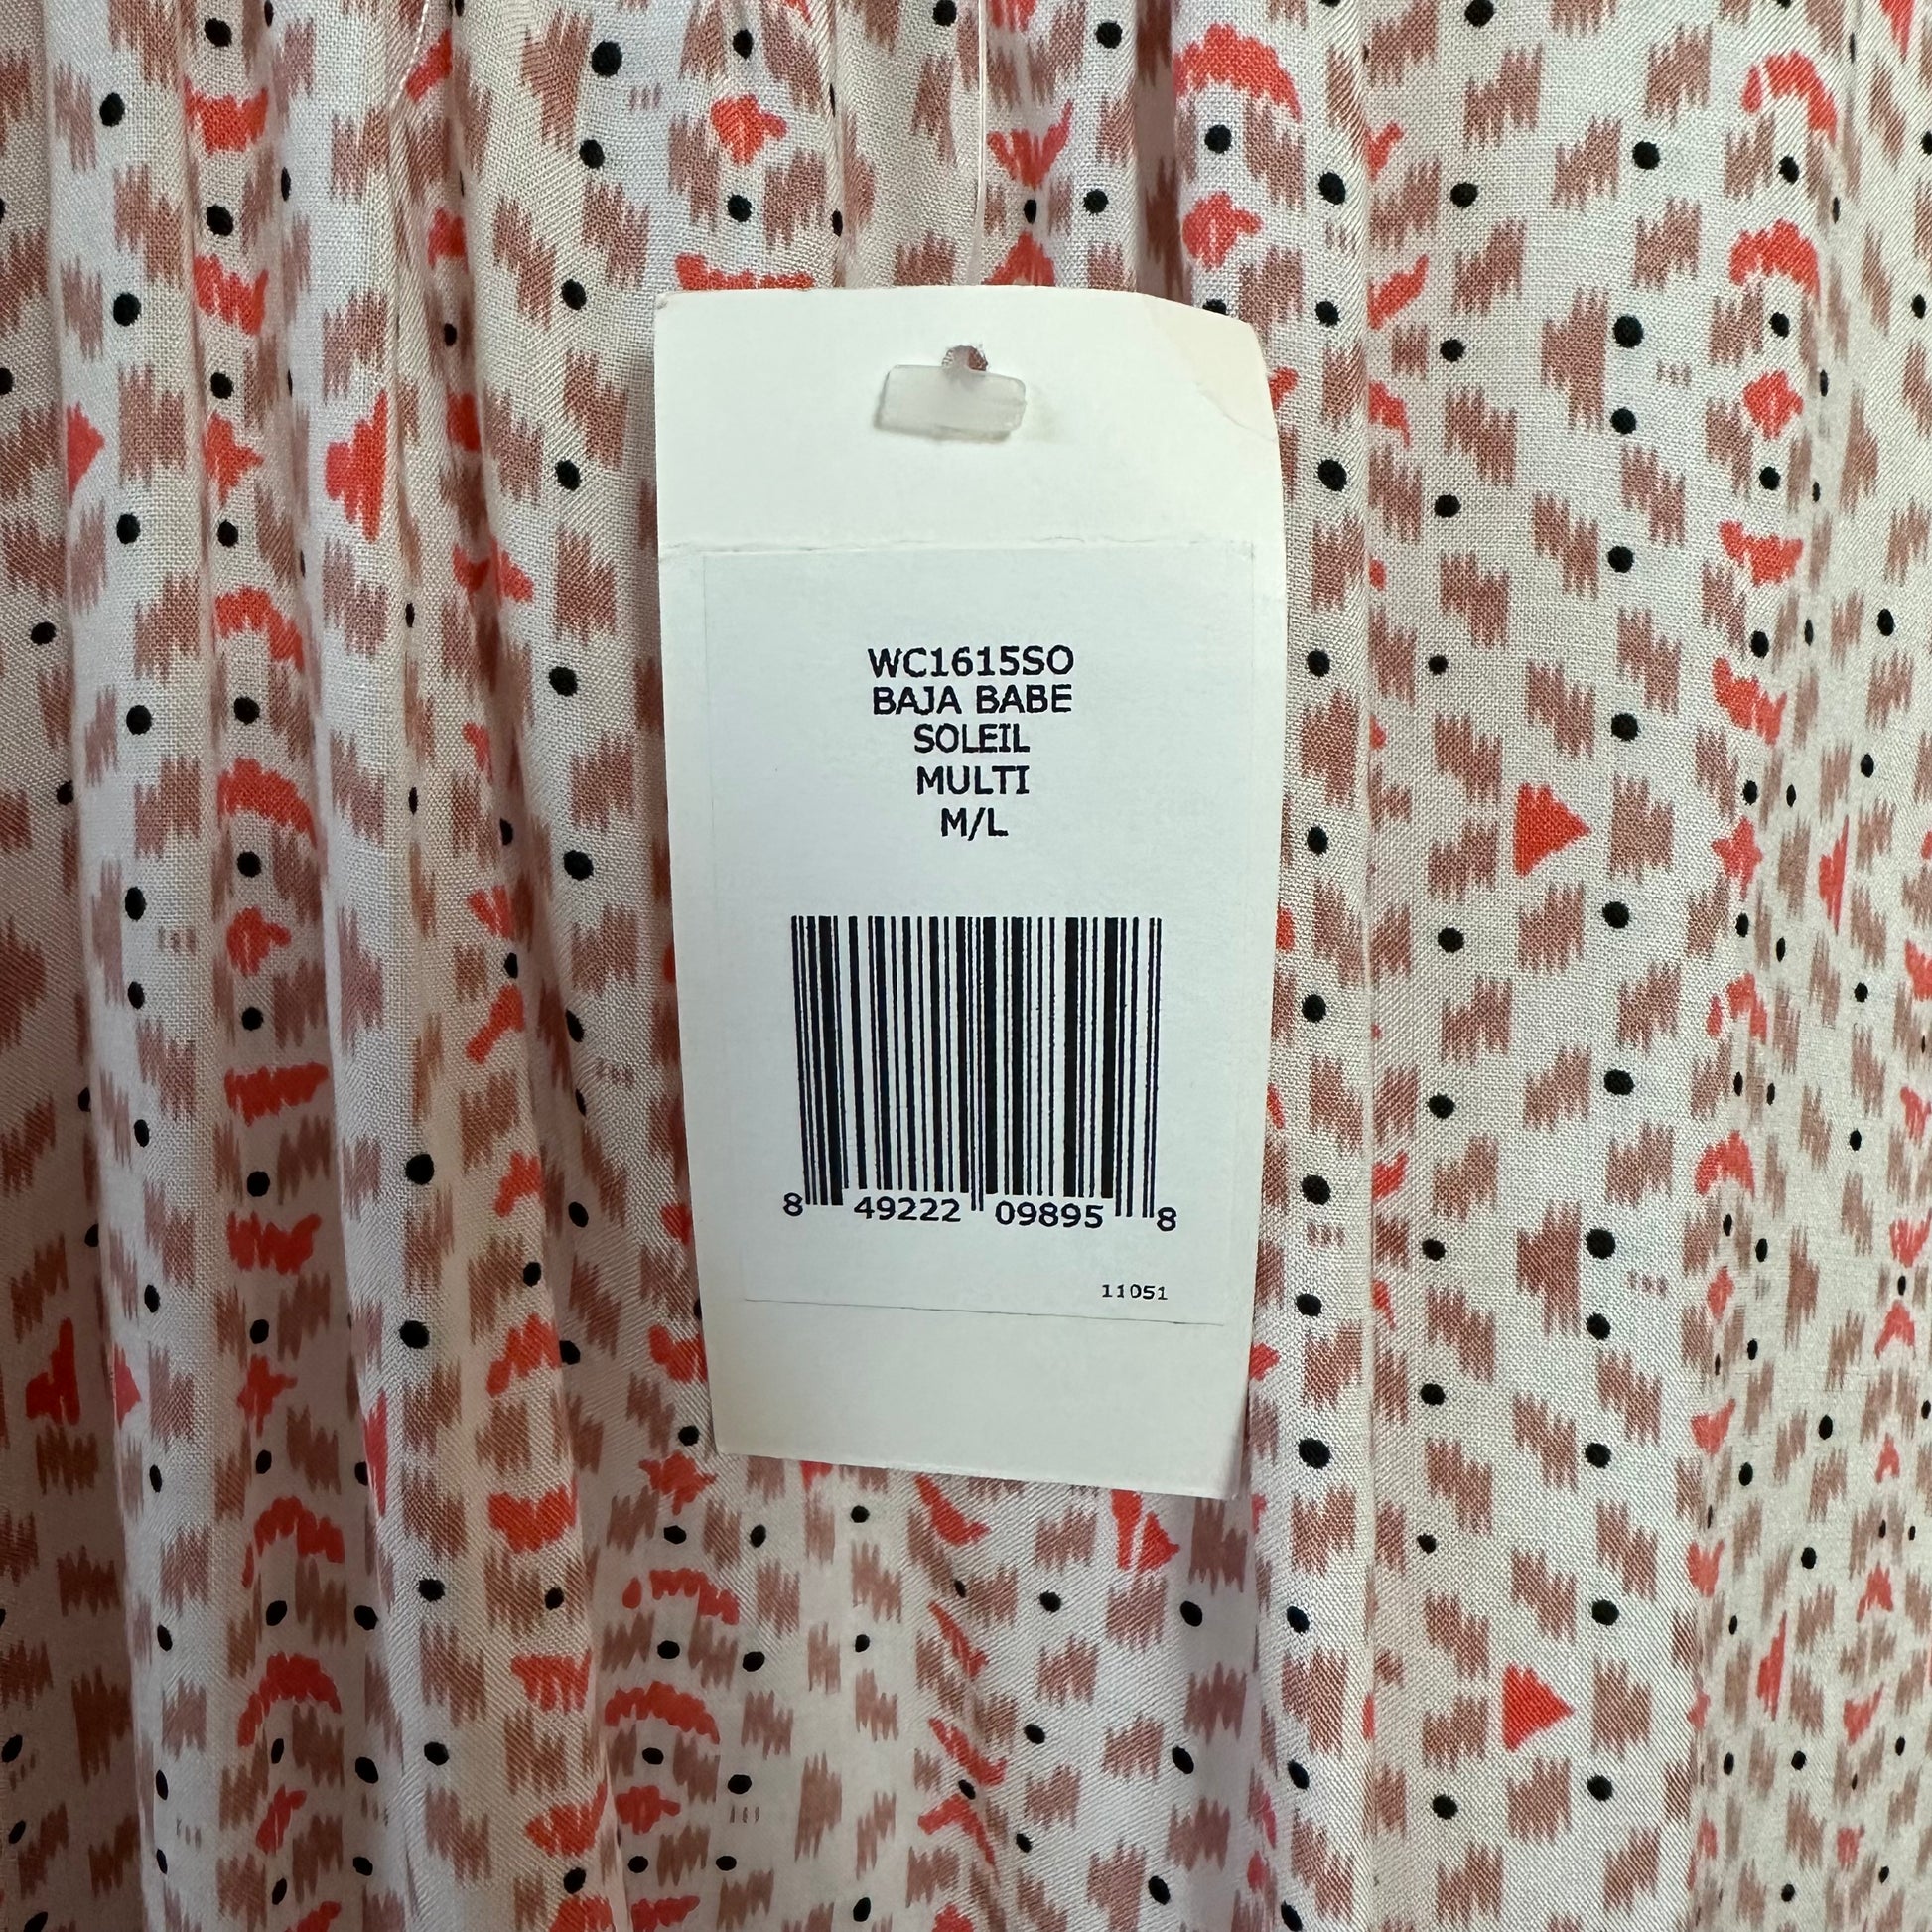 WC1615SO
BAJA BABE
SOLEIL
MULTI
M/L
8 49222 09895 8
11051